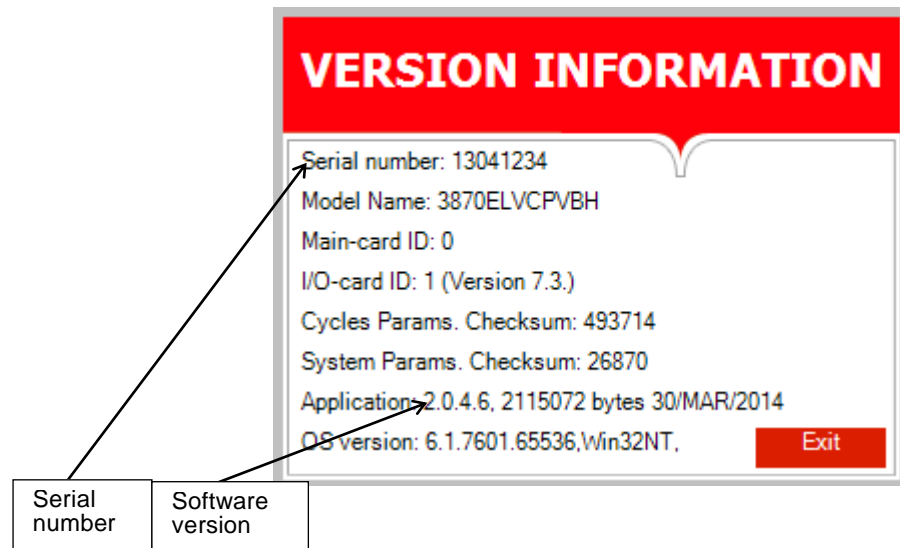 VERSION INFORMATION
Serial number: 13041234
Model Name: 3870ELVCPVBH
Main-card ID: 0
I/O-card ID: 1 (Version 7.3.)
Cycles Params. Checksum: 493714
System Params. Checksum: 26870
Application: 2.0.4.6, 2115072 bytes 30/MAR/2014
OS version: 6.1.7601.65536,Win32NT,
Exit
Serial
number
Software
version